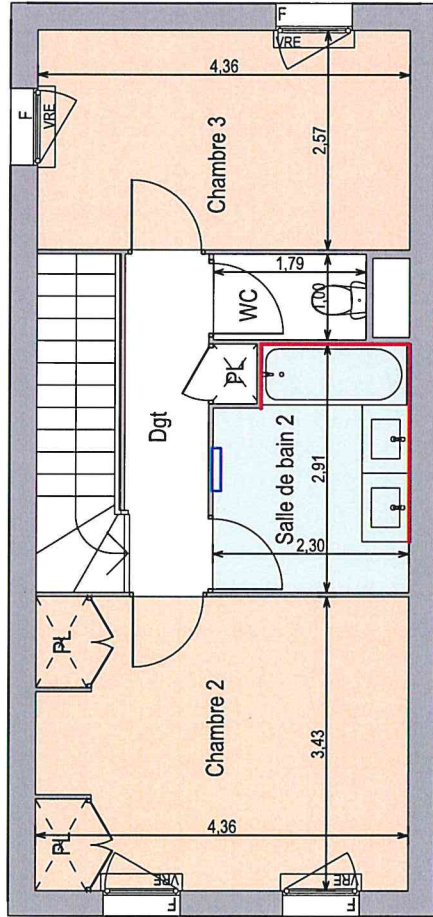 F
VRE
4,36
F
VRE
Chambre 3
2,57
1,79
WC
1,00
PL
Dgt
Salle de bain 2
2,91
2,30
PL
Chambre 2
3,43
PL
4,36
VRE
F
VRE
F